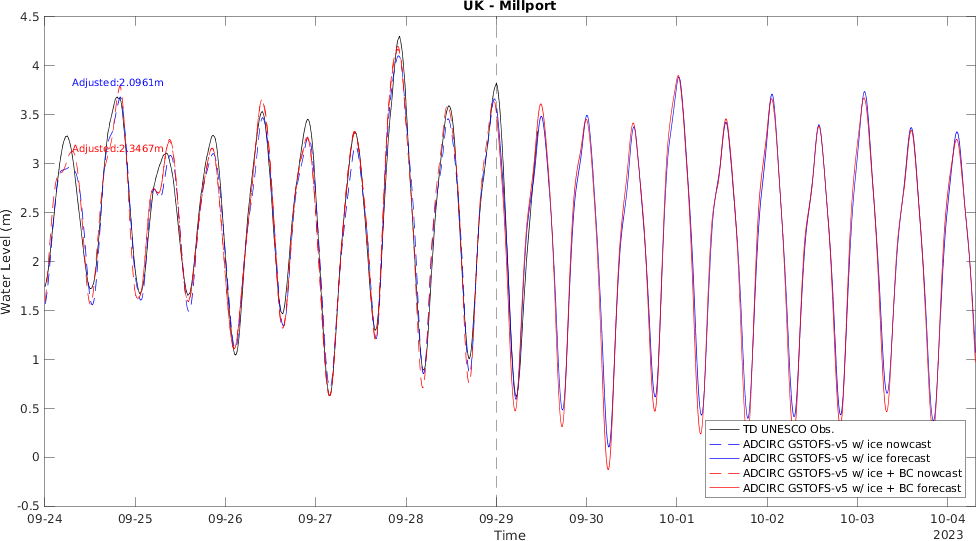 UK - Millport
4.5
4
3.5
3
2.5
2
1.5
1
0.5
0
-0.5
Water Level (m)
Adjusted:2.0961m
Adjusted:2.3467m
TD UNESCO Obs.
ADCIRC GSTOFS-v5 w/ ice nowcast
ADCIRC GSTOFS-v5 w/ ice forecast
ADCIRC GSTOFS-v5 w/ ice + BC nowcast
ADCIRC GSTOFS-v5 w/ ice + BC forecast
09-24 09-25 09-26 09-27 09-28 09-29 09-30 10-01 10-02 10-03 10-04
Time
2023